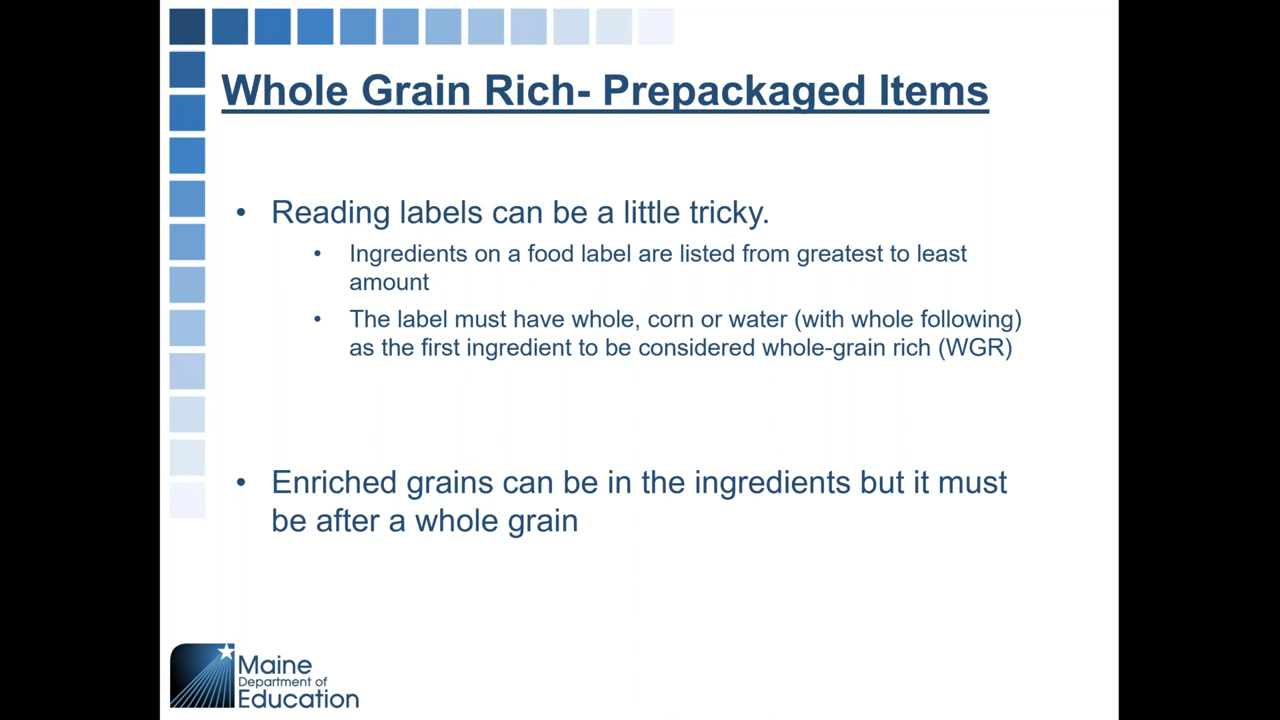 Whole Grain Rich- Prepackaged Items
• Reading labels can be a little tricky.
• Ingredients on a food label are listed from greatest to least
amount
• The label must have whole, corn or water (with whole following)
as the first ingredient to be considered whole-grain rich (WGR)
• Enriched grains can be in the ingredients but it must
be after a whole grain
Maine
Department of
Education